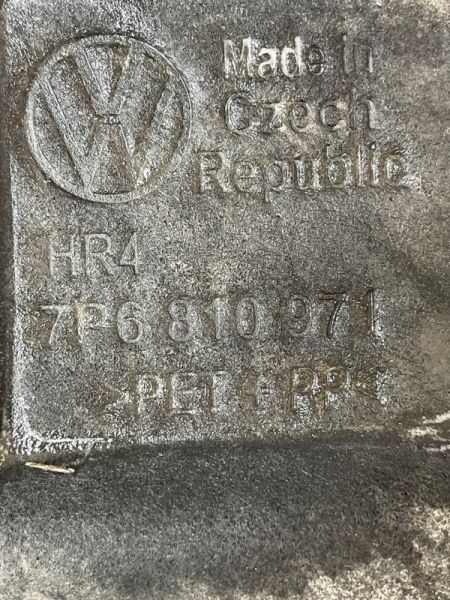 Made in
Czech
Republic
HR4
7P6 810 971
>PET+PP<